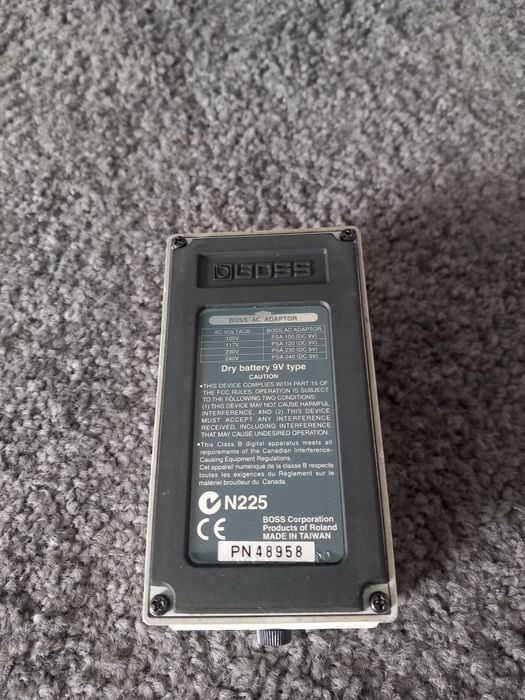 BOSS
BOSS AC ADAPTOR
AC VOLTAGE BOSS AC ADAPTOR
100V PSA-100 (DC 9V)
117V PSA-120 (DC 9V)
230V PSA-230 (DC 9V)
240V PSA-240 (DC 9V)
Dry battery 9V type
CAUTION
•THIS DEVICE COMPLIES WITH PART 15 OF
THE FCC RULES. OPERATION IS SUBJECT
TO THE FOLLOWING TWO CONDITIONS:
(1) THIS DEVICE MAY NOT CAUSE HARMFUL
INTERFERENCE, AND (2) THIS DEVICE
MUST ACCEPT ANY INTERFERENCE
RECEIVED, INCLUDING INTERFERENCE
THAT MAY CAUSE UNDESIRED OPERATION.
•This Class B digital apparatus meets all
requirements of the Canadian Interference-
Causing Equipment Regulations.
Cet appareil numérique de la classe B respecte
toutes les exigences du Règlement sur le
matériel brouilleur du Canada.
N225
CE
BOSS Corporation
Products of Roland
MADE IN TAIWAN
PN48958